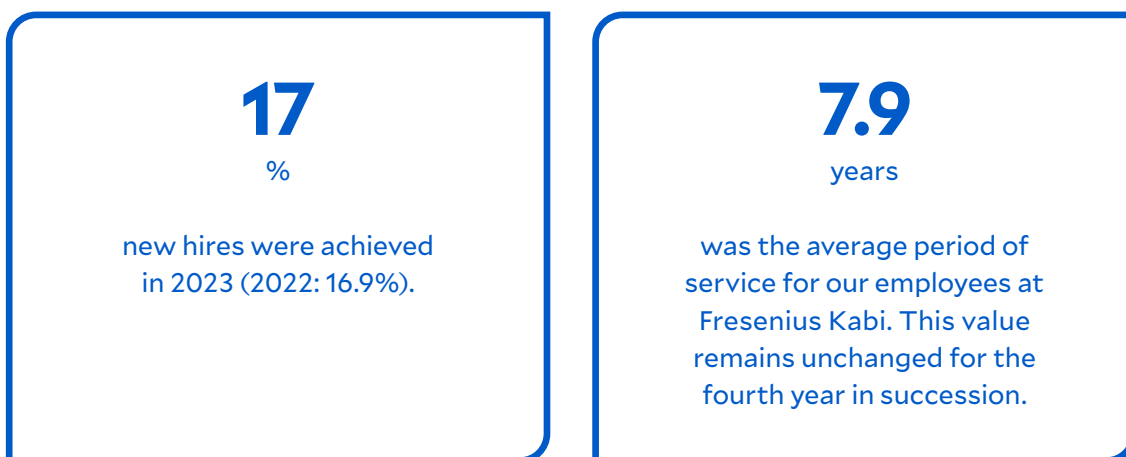 17
%
new hires were achieved
in 2023 (2022: 16.9%).
7.9
years
was the average period of
service for our employees at
Fresenius Kabi. This value
remains unchanged for the
fourth year in succession.